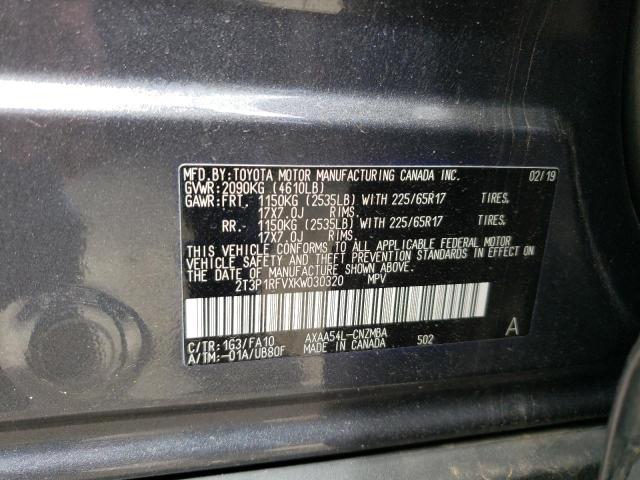 MFD.BY:TOYOTA MOTOR MANUFACTURING CANADA INC. 02/19
GVWR:2090KG (4610LB)
GAWR:FRT. 1150KG (2535LB) WITH 225/65R17 TIRES,
17X7.0J RIMS.
RR. 1150KG (2535LB) WITH 225/65R17 TIRES,
17X7.0J RIMS.
THIS VEHICLE CONFORMS TO ALL APPLICABLE FEDERAL MOTOR
VEHICLE SAFETY AND THEFT PREVENTION STANDARDS IN EFFECT
ON THE DATE OF MANUFACTURE SHOWN ABOVE.
2T3P1RFVXKW030320 MPV
C/TR:1G3/FA10 AXAA54L-CNZMBA A
A/TM:-01A/UB80F MADE IN CANADA 502